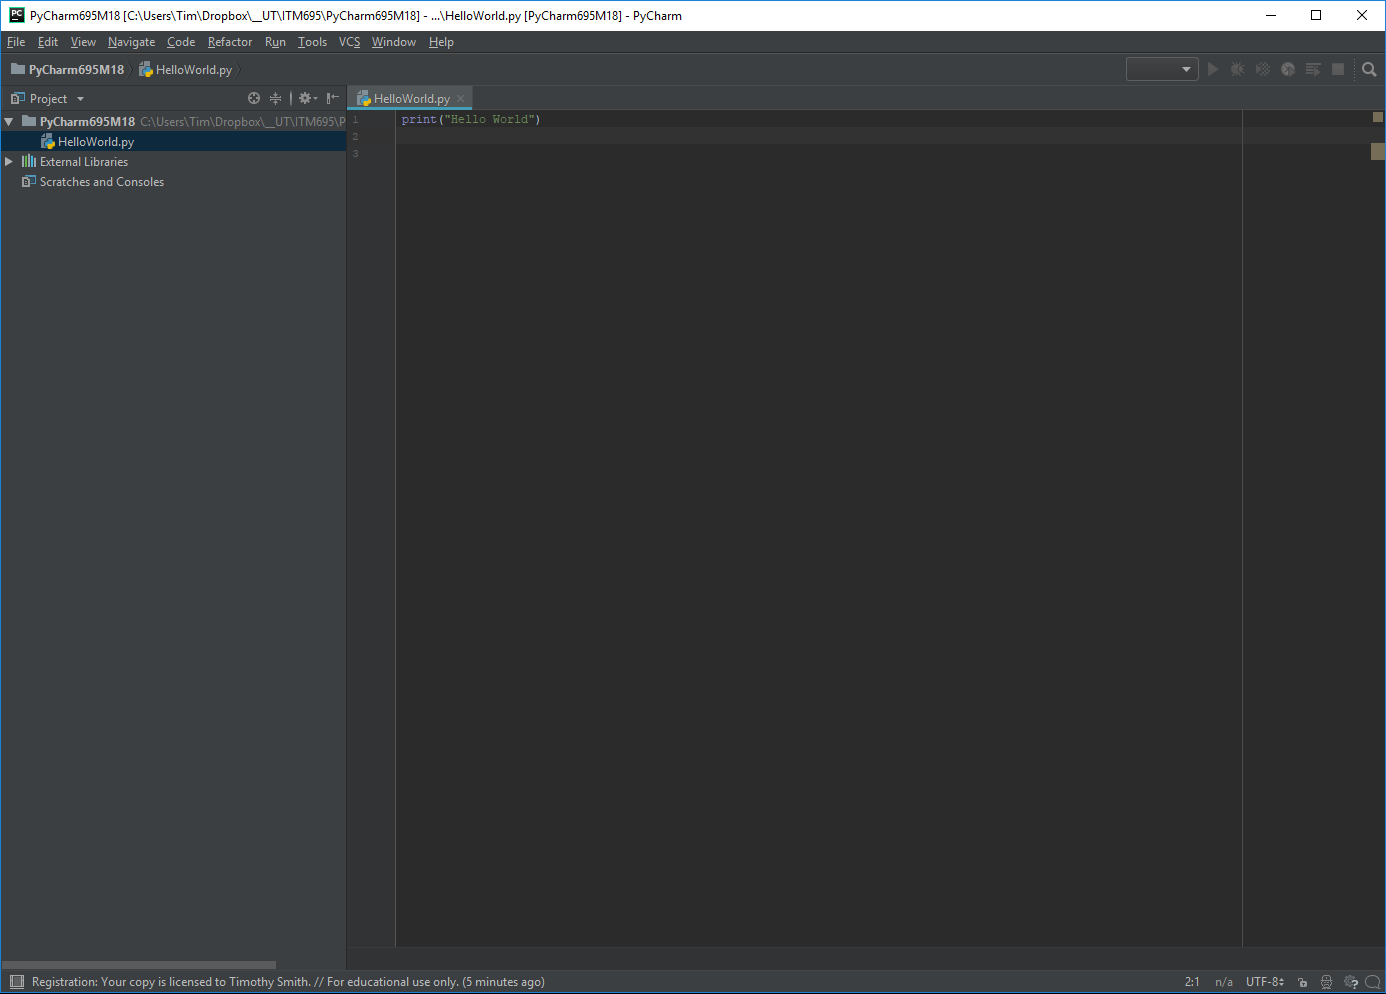 PC PyCharm695M18 [C:\Users\Tim\Dropbox\__UT\ITM695\PyCharm695M18] - ...\HelloWorld.py [PyCharm695M18] - PyCharm
File Edit View Navigate Code Refactor Run Tools VCS Window Help
PyCharm695M18 HelloWorld.py
Project HelloWorld.py
PyCharm695M18 C:\Users\Tim\Dropbox\__UT\ITM695\P
1 print("Hello World")
2
HelloWorld.py
3
External Libraries
Scratches and Consoles
Registration: Your copy is licensed to Timothy Smith. // For educational use only. (5 minutes ago) 2:1 n/a UTF-8